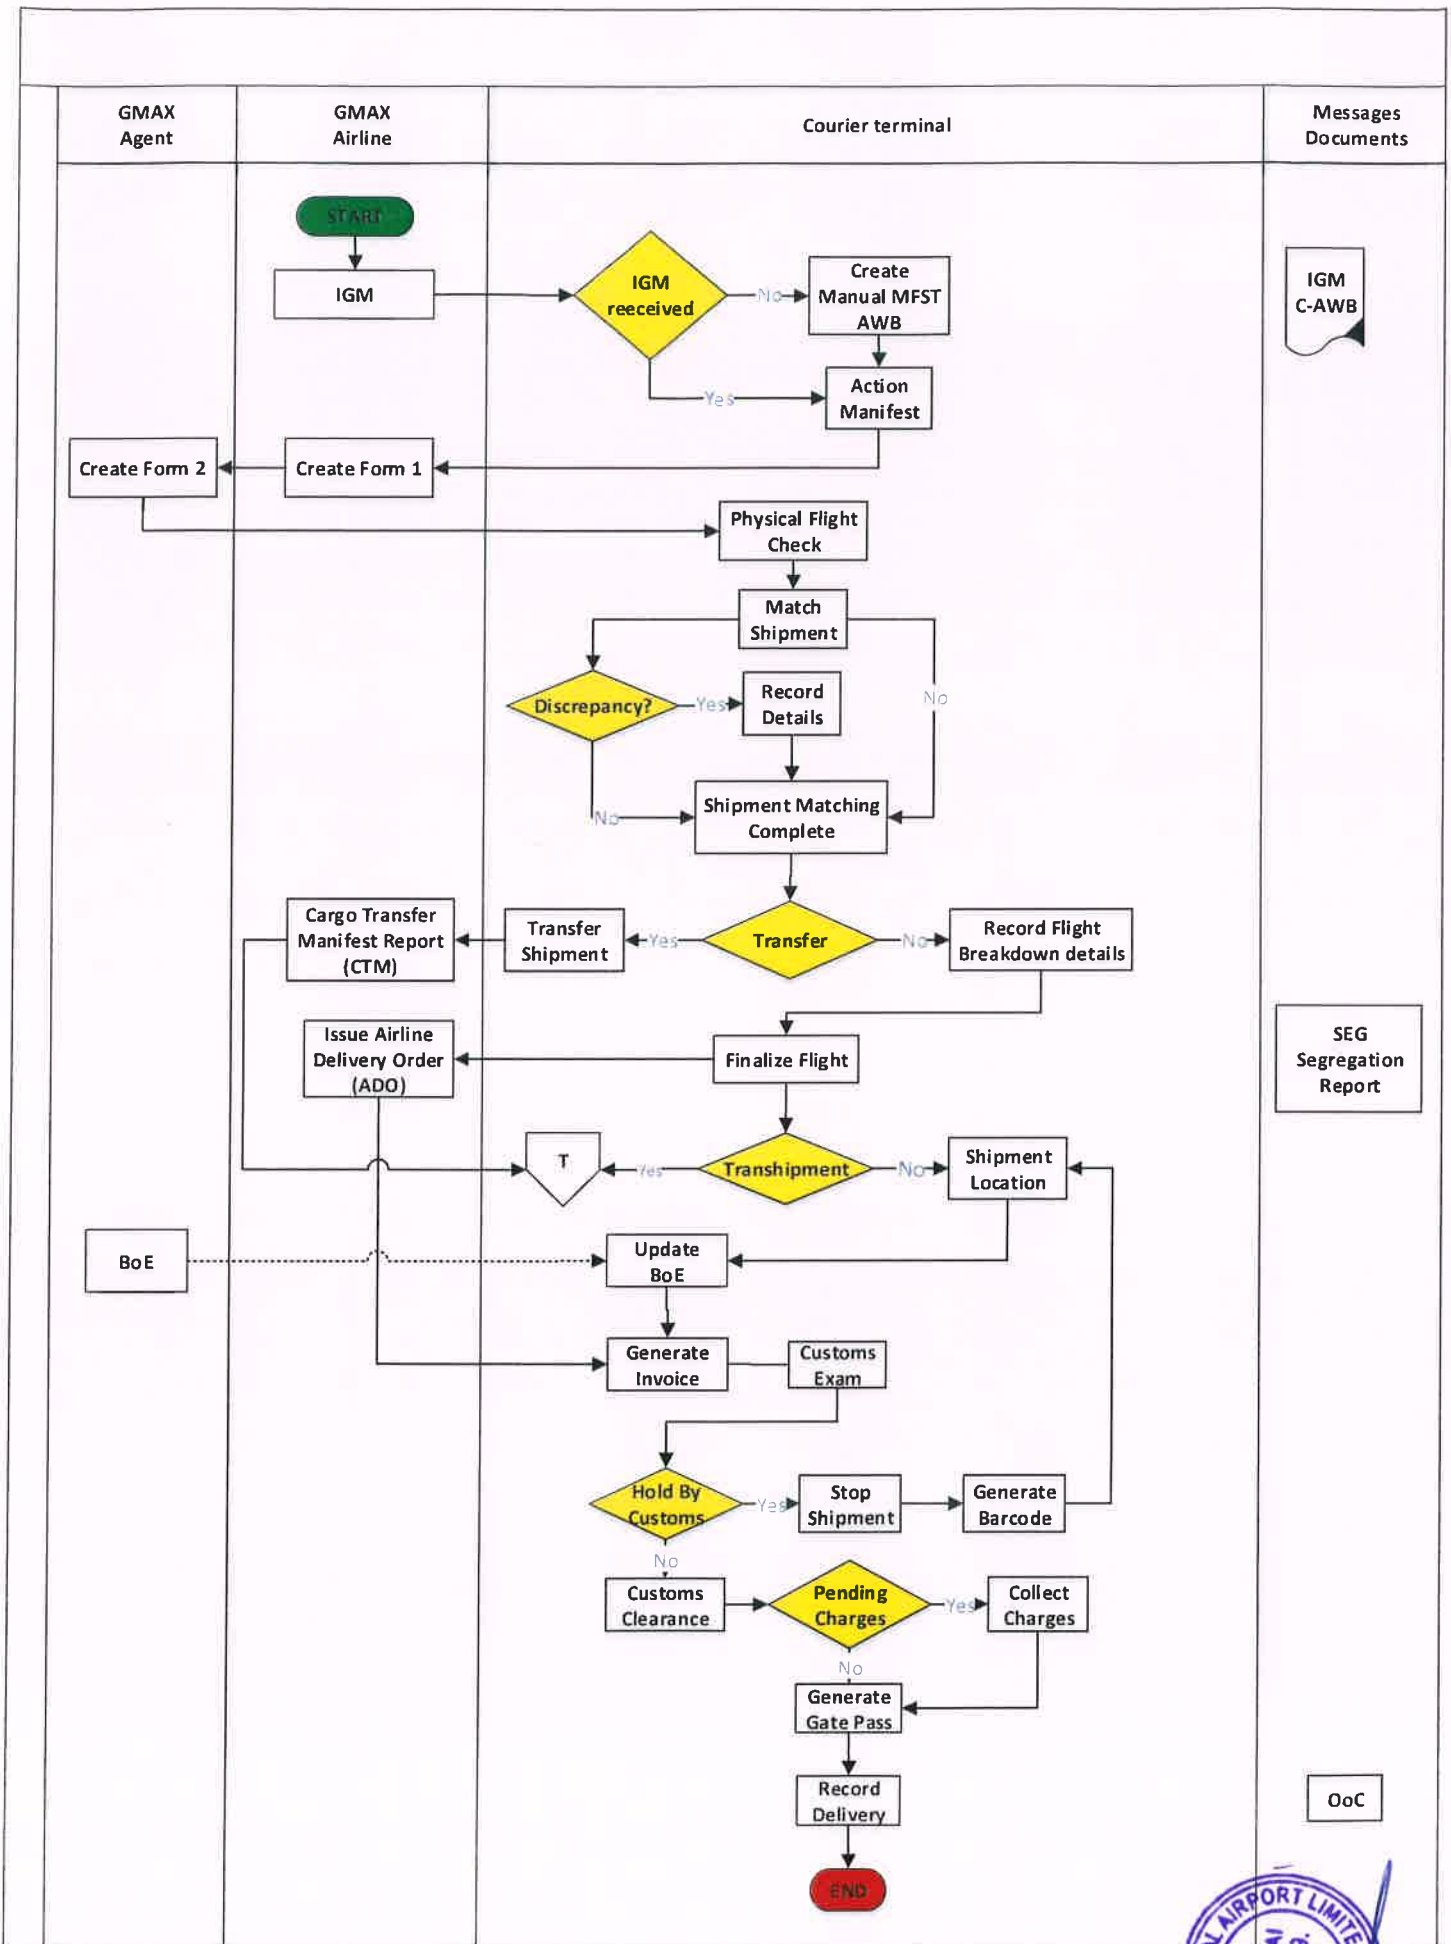 GMAX
Agent
GMAX
Airline
Courier terminal
Messages
Documents
START
IGM
IGM
reeceived
No
Create
Manual MFST
AWB
IGM
C-AWB
Yes
Action
Manifest
Create Form 2
Create Form 1
Physical Flight
Check
Match
Shipment
Discrepancy?
Yes
Record
Details
No
No
Shipment Matching
Complete
Cargo Transfer
Manifest Report
(CTM)
Transfer
Shipment
Yes
Transfer
No
Record Flight
Breakdown details
Issue Airline
Delivery Order
(ADO)
Finalize Flight
SEG
Segregation
Report
T
Yes
Transhipment
No
Shipment
Location
BoE
Update
BoE
Generate
Invoice
Customs
Exam
Hold By
Customs
Yes
Stop
Shipment
Generate
Barcode
No
Customs
Clearance
Pending
Charges
Yes
Collect
Charges
No
Generate
Gate Pass
Record
Delivery
OoC
END
AIRPORT LIMITE